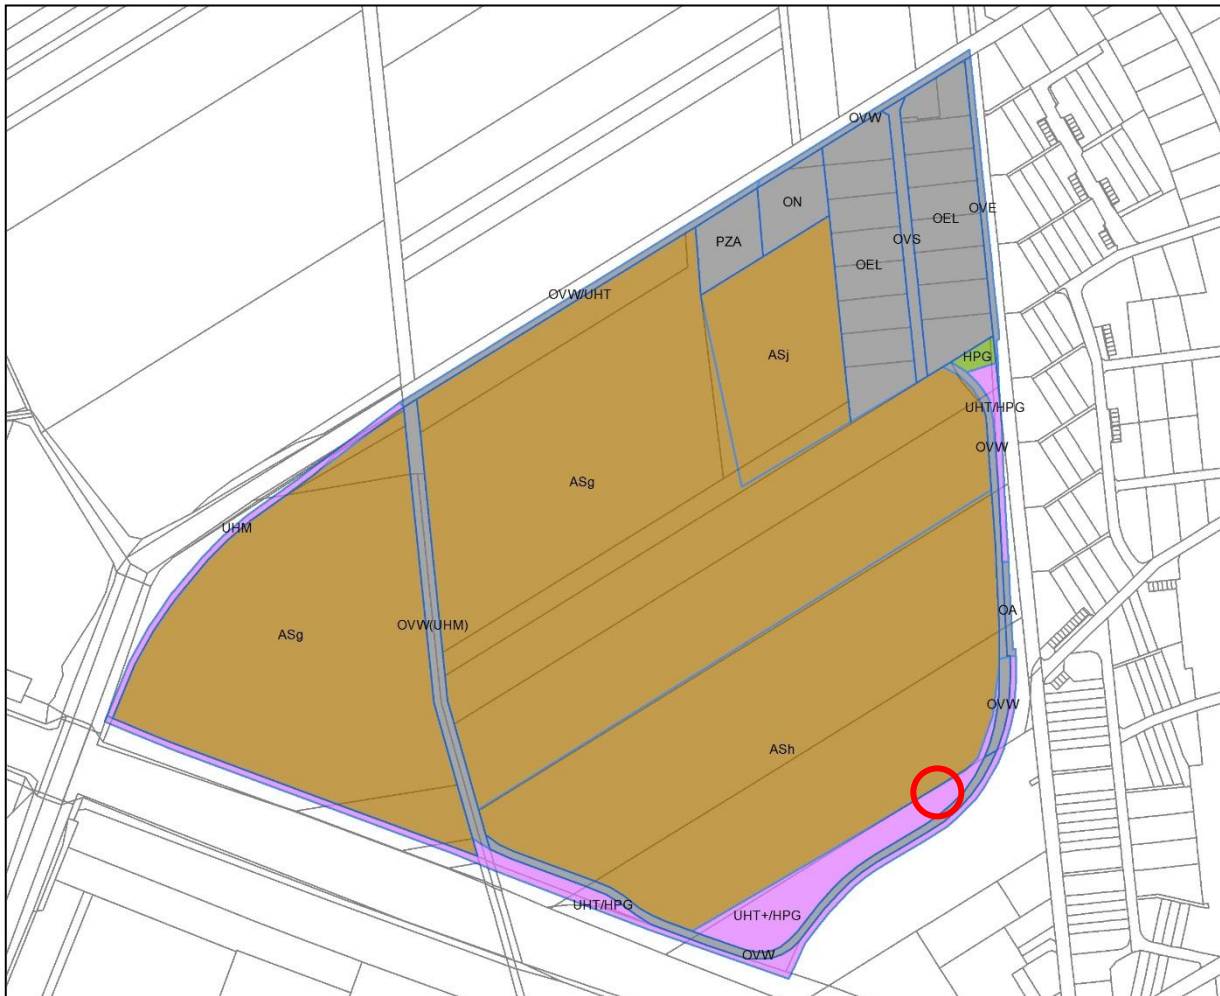 OVW
ON
PZA
OEL
OVE
OVS
OEL
OVW/UHT
ASj
HPG
UHT/HPG
OVW
ASg
UHM
OA
OVW(UHM)
ASg
OVW
ASh
UHT/HPG
UHT+/HPG
OVW